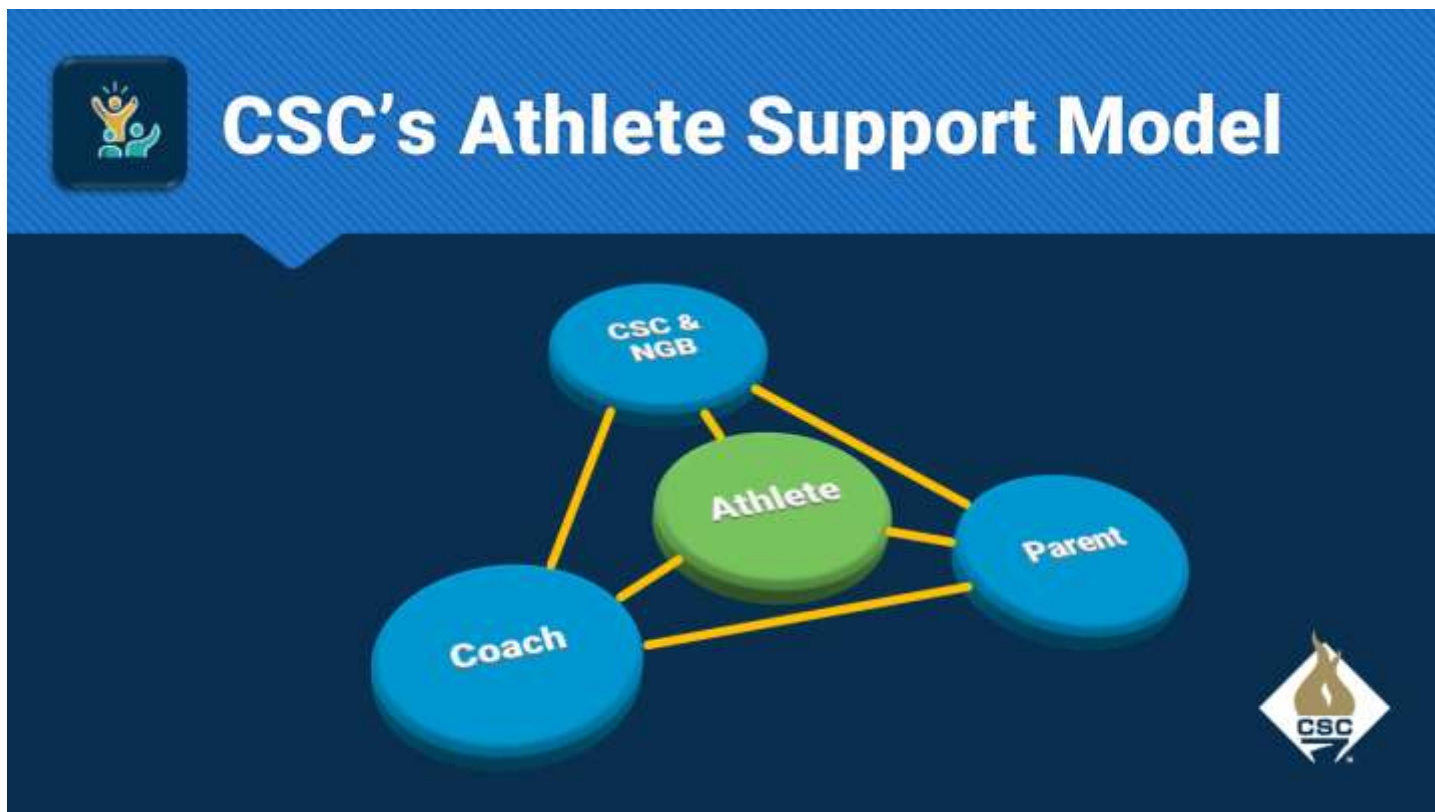 CSC's Athlete Support Model
CSC &
NGB
Athlete
Parent
Coach
CSC